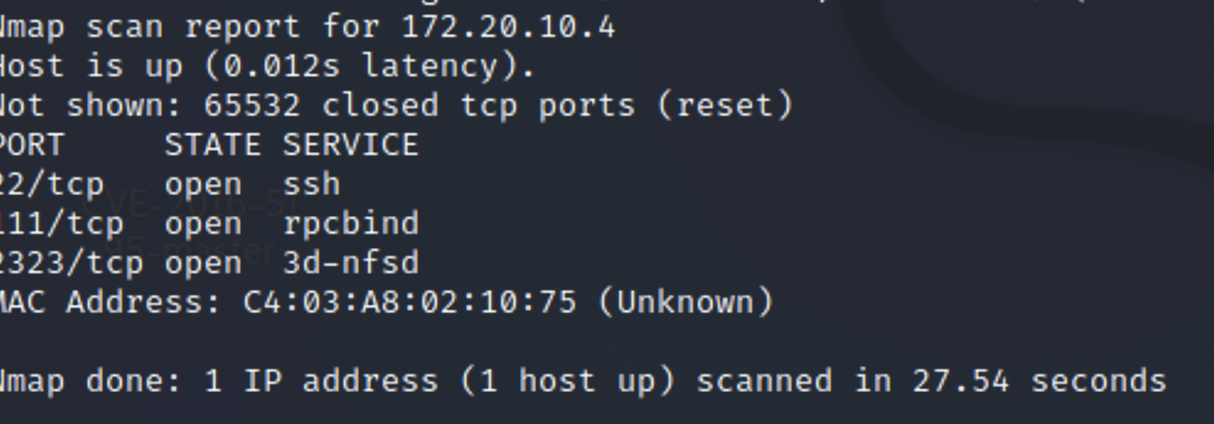 Nmap scan report for 172.20.10.4
Host is up (0.012s latency).
Not shown: 65532 closed tcp ports (reset)
PORT     STATE SERVICE
22/tcp   open  ssh
111/tcp  open  rpcbind
2323/tcp open  3d-nfsd
MAC Address: C4:03:A8:02:10:75 (Unknown)
Nmap done: 1 IP address (1 host up) scanned in 27.54 seconds